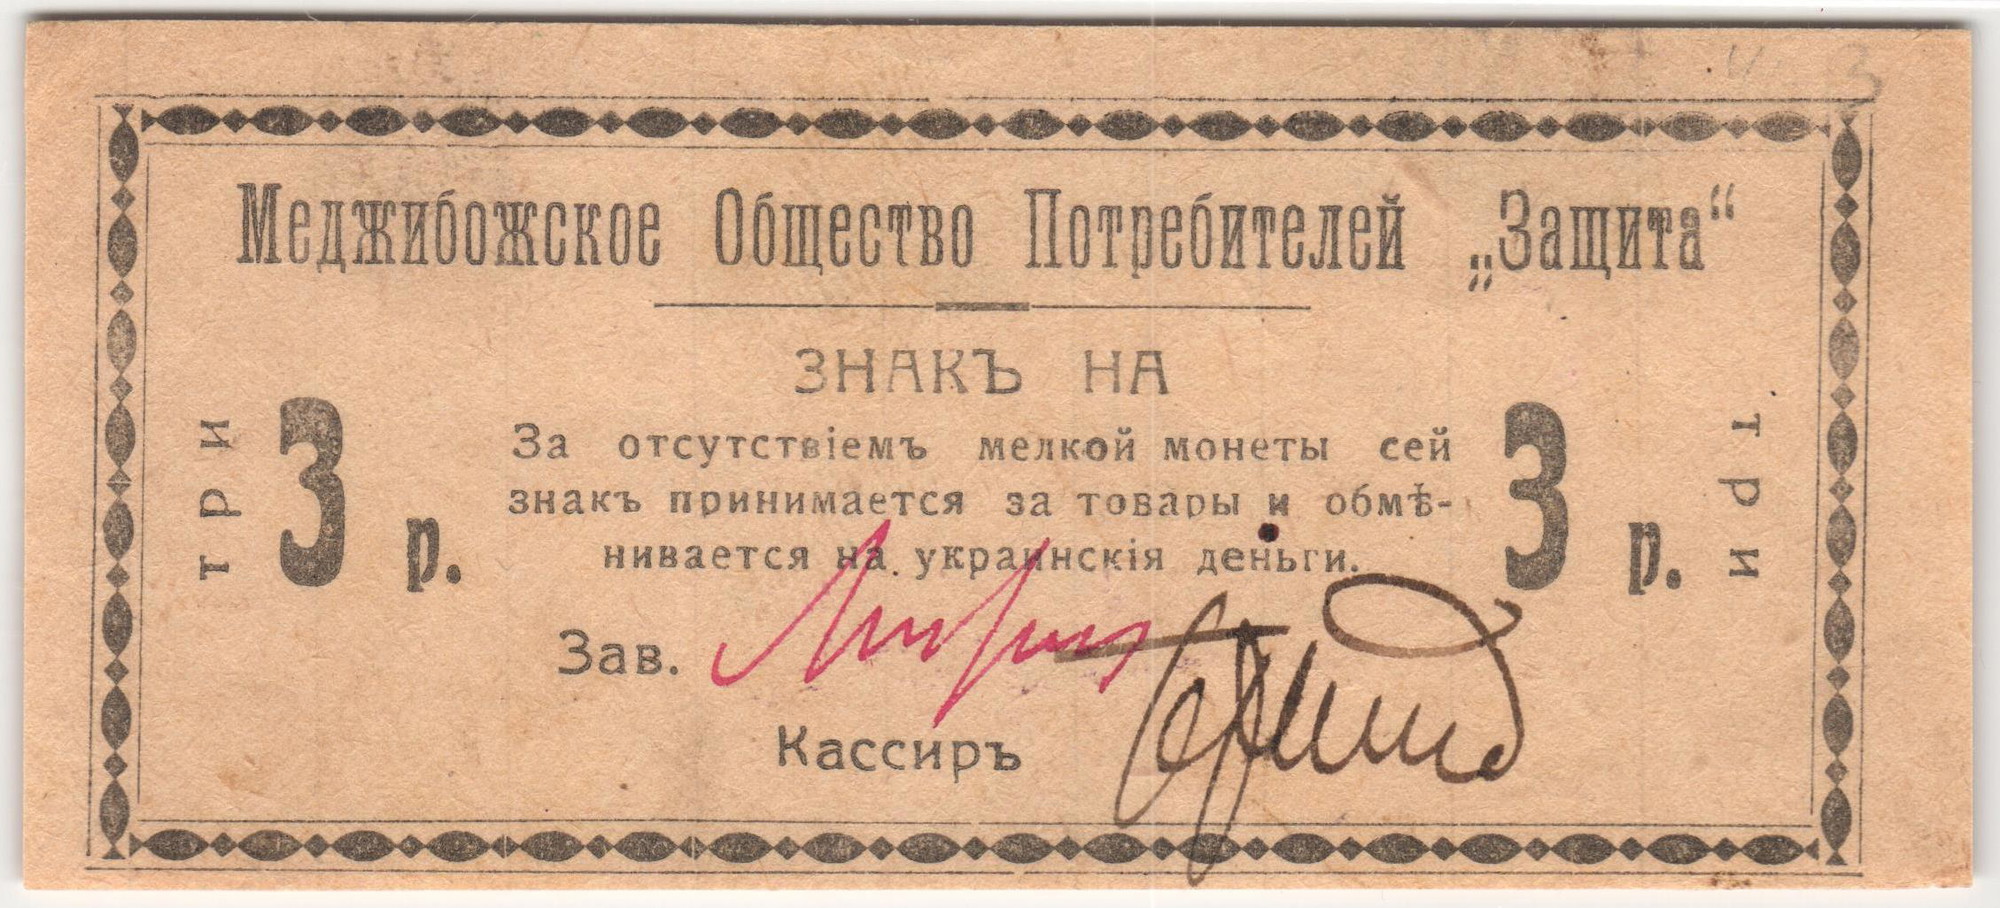 Меджибожское Общество Потребителей „Защита“
ЗНАКЪ НА
три
3 р.
За отсутствіемъ мелкой монеты сей
знакъ принимается за товары и обмѣ-
нивается на украинскія деньги.
3 р.
три
Зав.
Кассиръ
3